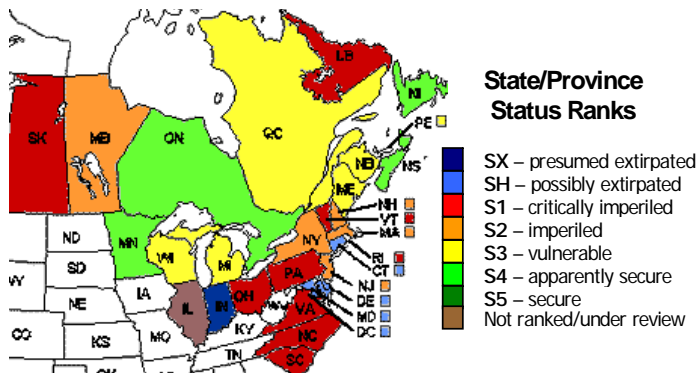 LB
NI
State/Province
Status Ranks
SK
MB
ON
QC
PE
NB
NS
ME
SX – presumed extirpated
SH – possibly extirpated
S1 – critically imperiled
S2 – imperiled
S3 – vulnerable
S4 – apparently secure
S5 – secure
Not ranked/under review
NH
VT
MA
ND
MN
WI
MI
NY
RI
CT
SD
PA
NJ
WY
IA
DE
NE
IL
IN
OH
MD
DC
VA
CO
KS
MO
KY
NC
TN
SC